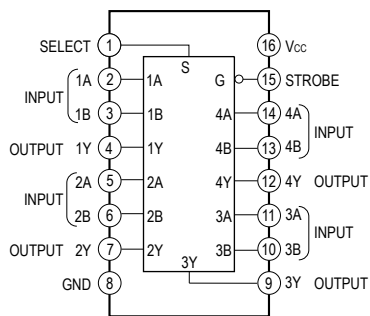 SELECT 1 S 16 Vcc
1A 2 1A G 15 STROBE
INPUT
1B 3 1B 4A 14 4A
INPUT
OUTPUT 1Y 4 1Y 4B 13 4B
2A 5 2A 4Y 12 4Y OUTPUT
INPUT
2B 6 2B 3A 11 3A
INPUT
OUTPUT 2Y 7 2Y 3B 10 3B
3Y
GND 8 9 3Y OUTPUT